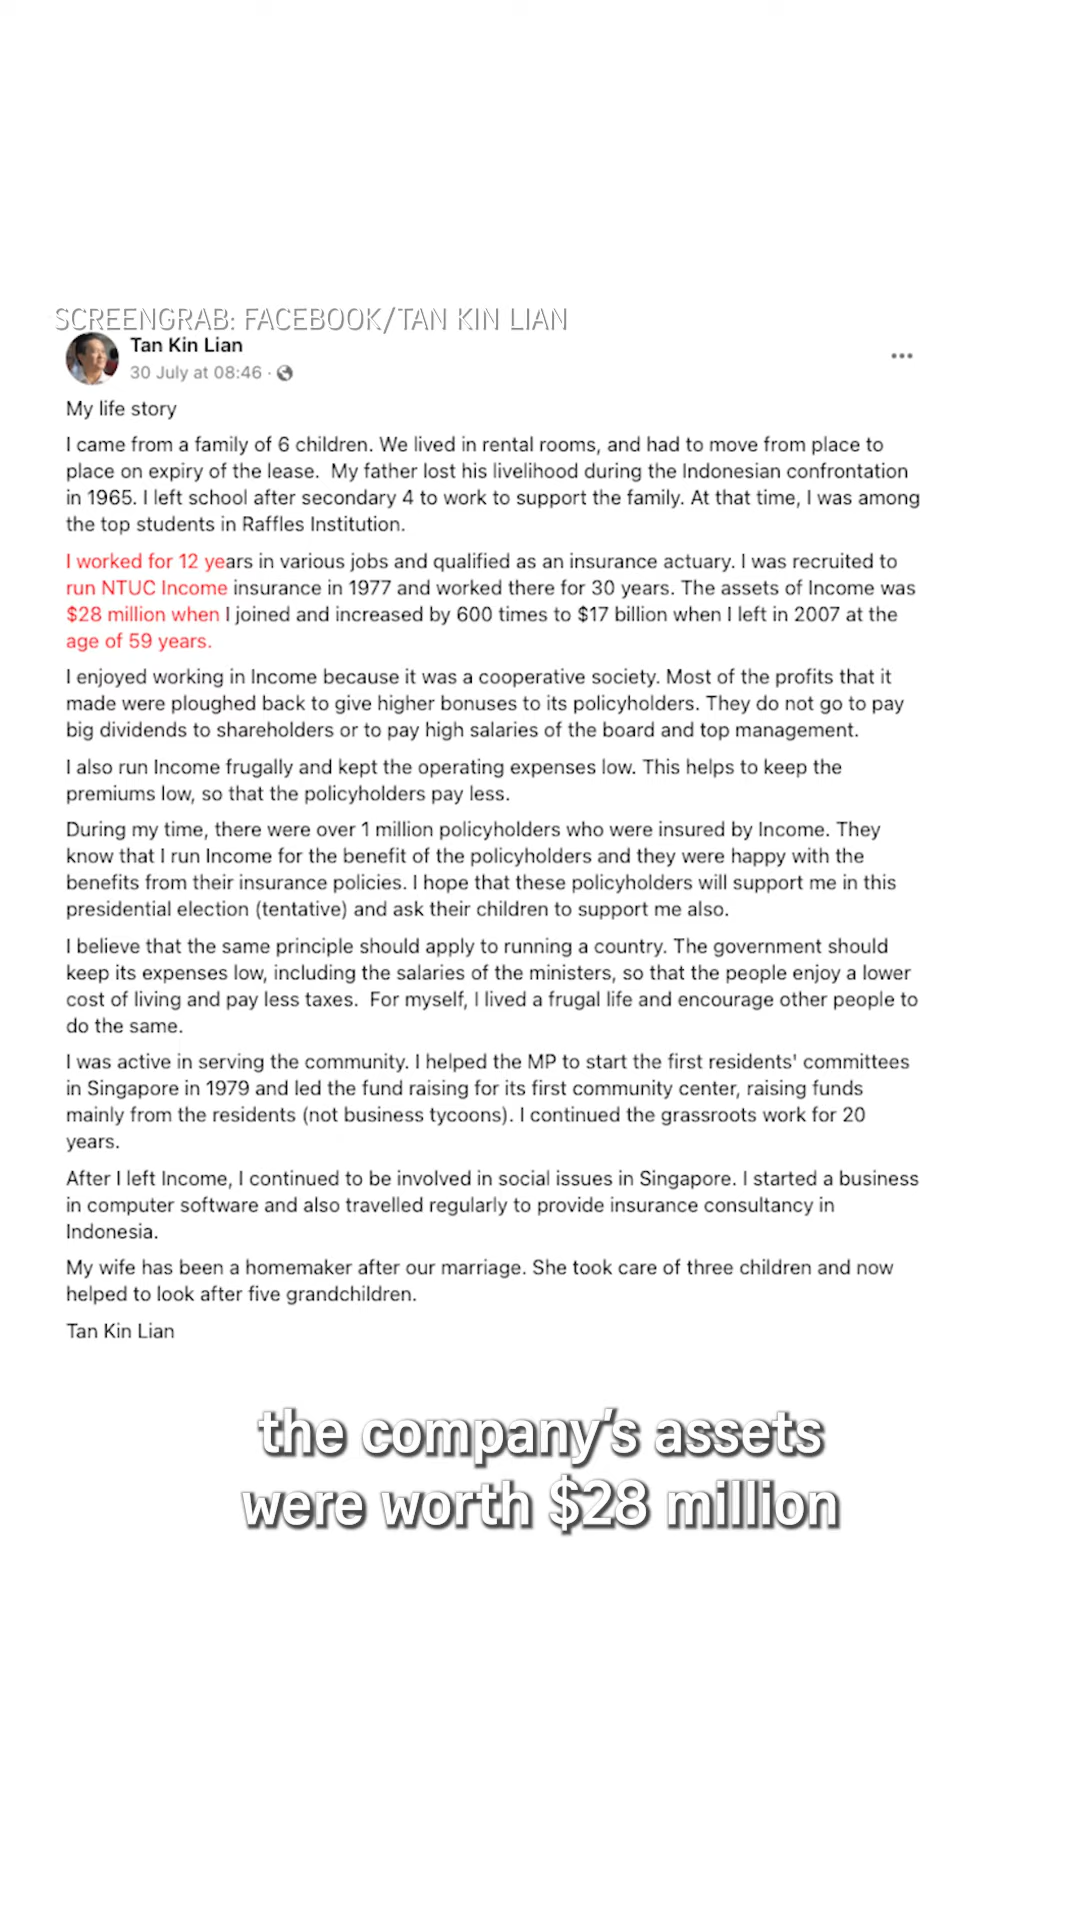 SCREENGRAB: FACEBOOK/TAN KIN LIAN
Tan Kin Lian
30 July at 08:46 ·
My life story
I came from a family of 6 children. We lived in rental rooms, and had to move from place to
place on expiry of the lease. My father lost his livelihood during the Indonesian confrontation
in 1965. I left school after secondary 4 to work to support the family. At that time, I was among
the top students in Raffles Institution.
I worked for 12 years in various jobs and qualified as an insurance actuary. I was recruited to
run NTUC Income insurance in 1977 and worked there for 30 years. The assets of Income was
$28 million when I joined and increased by 600 times to $17 billion when I left in 2007 at the
age of 59 years.
I enjoyed working in Income because it was a cooperative society. Most of the profits that it
made were ploughed back to give higher bonuses to its policyholders. They do not go to pay
big dividends to shareholders or to pay high salaries of the board and top management.
I also run Income frugally and kept the operating expenses low. This helps to keep the
premiums low, so that the policyholders pay less.
During my time, there were over 1 million policyholders who were insured by Income. They
know that I run Income for the benefit of the policyholders and they were happy with the
benefits from their insurance policies. I hope that these policyholders will support me in this
presidential election (tentative) and ask their children to support me also.
I believe that the same principle should apply to running a country. The government should
keep its expenses low, including the salaries of the ministers, so that the people enjoy a lower
cost of living and pay less taxes. For myself, I lived a frugal life and encourage other people to
do the same.
I was active in serving the community. I helped the MP to start the first residents' committees
in Singapore in 1979 and led the fund raising for its first community center, raising funds
mainly from the residents (not business tycoons). I continued the grassroots work for 20
years.
After I left Income, I continued to be involved in social issues in Singapore. I started a business
in computer software and also travelled regularly to provide insurance consultancy in
Indonesia.
My wife has been a homemaker after our marriage. She took care of three children and now
helped to look after five grandchildren.
Tan Kin Lian
the company's assets
were worth $28 million